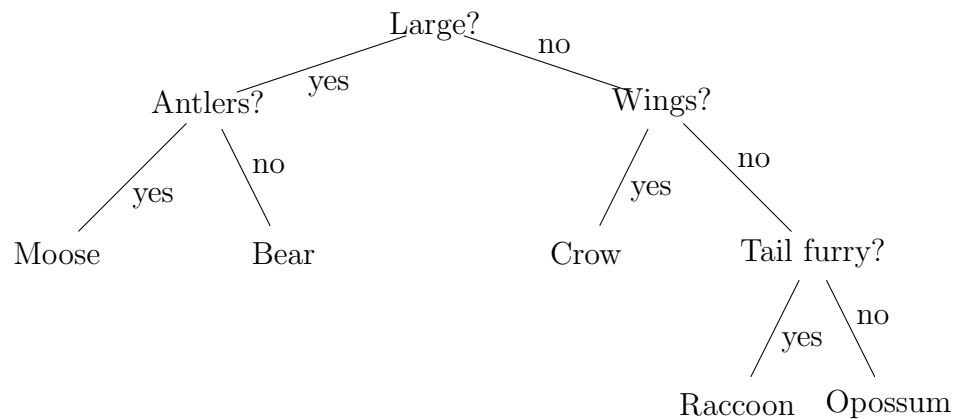 Large?
yes
no
Antlers?
Wings?
yes
no
yes
no
Moose
Bear
Crow
Tail furry?
yes
no
Raccoon
Opossum